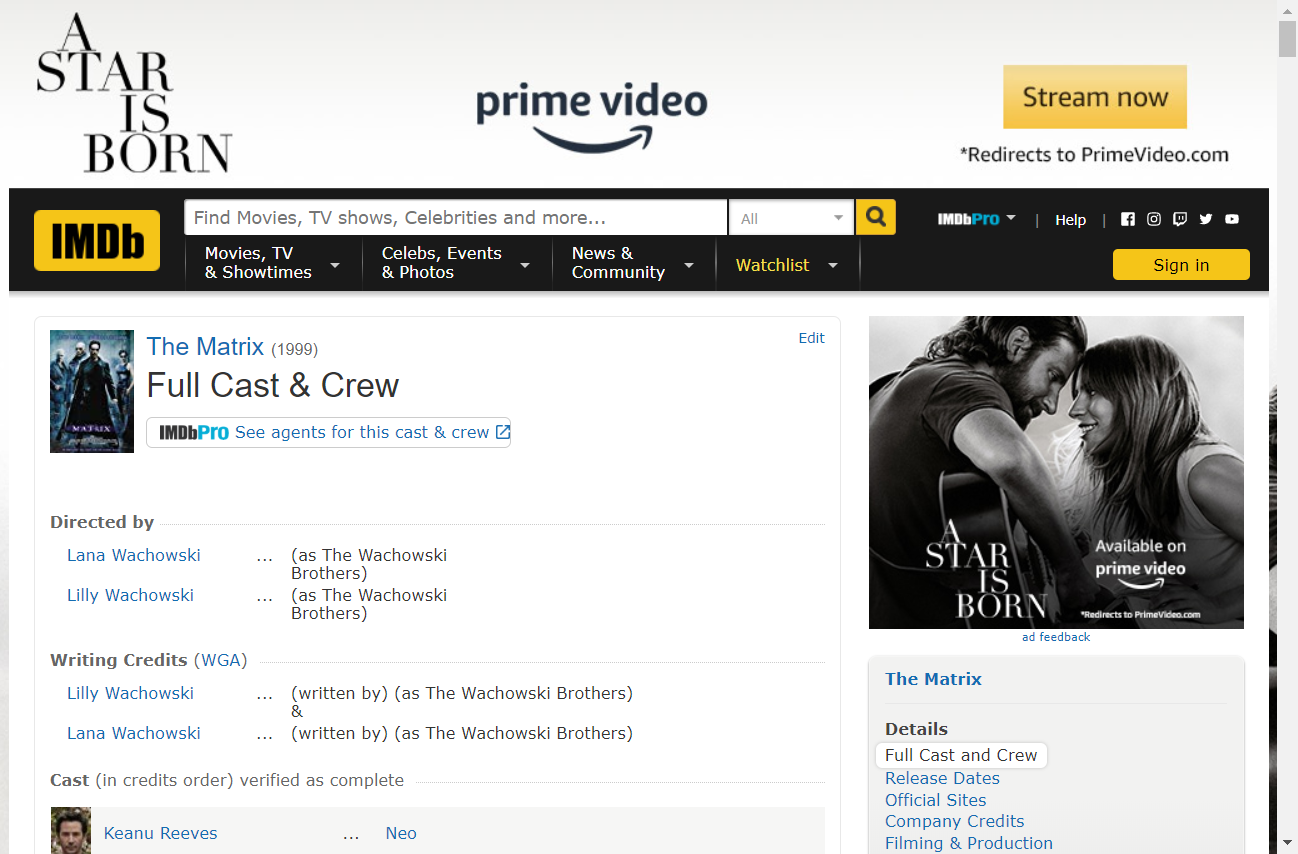 A
STAR
IS
BORN
prime video
Stream now
*Redirects to PrimeVideo.com
IMDb
Find Movies, TV shows, Celebrities and more...
All
IMDbPro | Help |
Movies, TV
& Showtimes
Celebs, Events
& Photos
News &
Community
Watchlist
Sign in
MATRIX
The Matrix (1999)
Edit
Full Cast & Crew
IMDbPro See agents for this cast & crew
Directed by
Lana Wachowski ... (as The Wachowski
Brothers)
Lilly Wachowski ... (as The Wachowski
Brothers)
Writing Credits (WGA)
Lilly Wachowski ... (written by) (as The Wachowski Brothers)
&
Lana Wachowski ... (written by) (as The Wachowski Brothers)
Cast (in credits order) verified as complete
Keanu Reeves ... Neo
A
STAR
IS
BORN
Available on
prime video
*Redirects to PrimeVideo.com
ad feedback
The Matrix
Details
Full Cast and Crew
Release Dates
Official Sites
Company Credits
Filming & Production